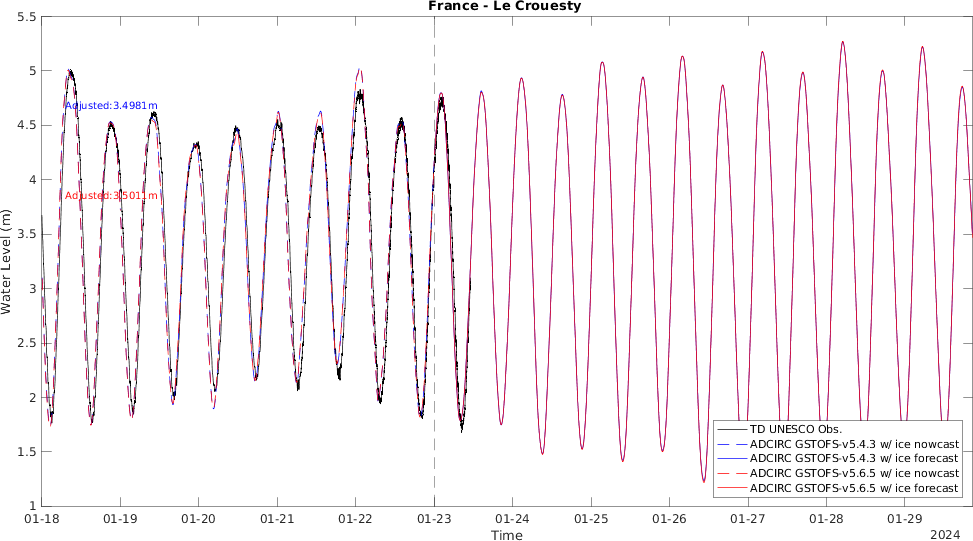 France - Le Crouesty
5.5
5
4.5
4
3.5
3
2.5
2
1.5
1
Water Level (m)
Adjusted:3.4981m
Adjusted:3.5011m
TD UNESCO Obs.
ADCIRC GSTOFS-v5.4.3 w/ ice nowcast
ADCIRC GSTOFS-v5.4.3 w/ ice forecast
ADCIRC GSTOFS-v5.6.5 w/ ice nowcast
ADCIRC GSTOFS-v5.6.5 w/ ice forecast
01-18 01-19 01-20 01-21 01-22 01-23 01-24 01-25 01-26 01-27 01-28 01-29
Time
2024